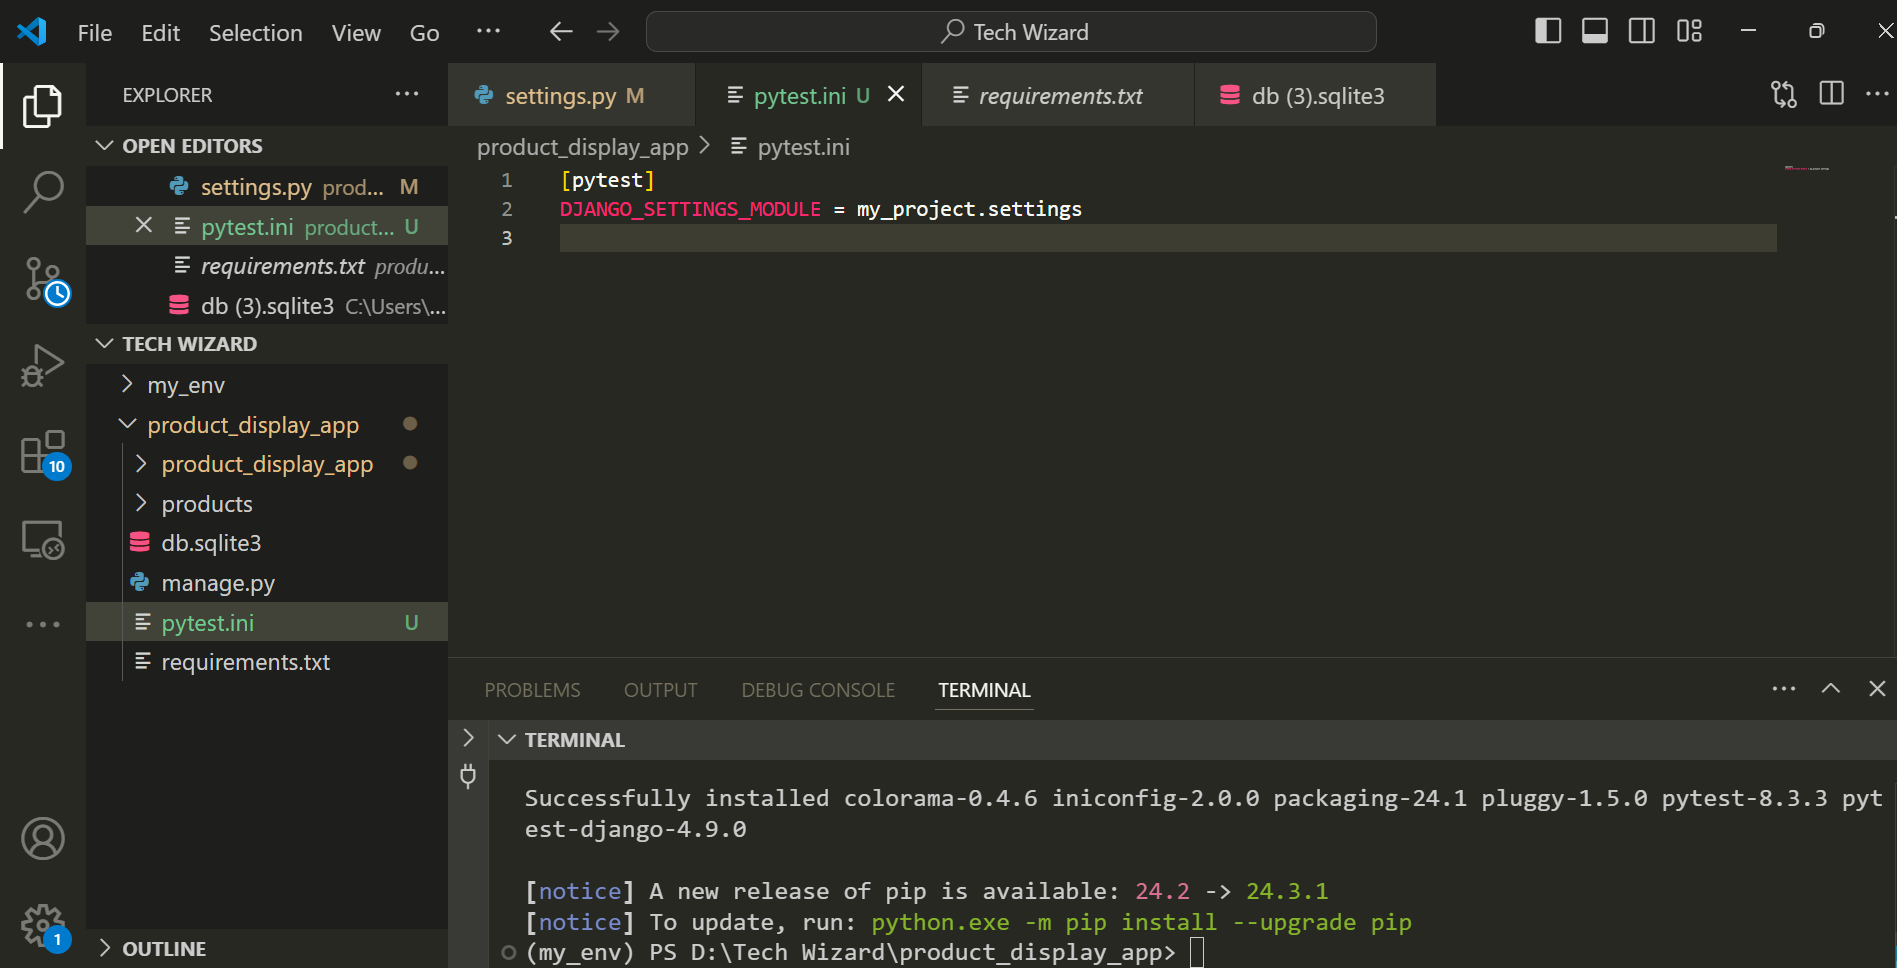 File Edit Selection View Go ··· Tech Wizard
EXPLORER ···
settings.py M pytest.ini U requirements.txt db (3).sqlite3 ···
OPEN EDITORS
settings.py prod... M
pytest.ini product... U
requirements.txt produ...
db (3).sqlite3 C:\Users\...
TECH WIZARD
my_env
product_display_app
product_display_app
products
db.sqlite3
manage.py
pytest.ini U
requirements.txt
OUTLINE
10
1
product_display_app > pytest.ini
1 [pytest]
2 DJANGO_SETTINGS_MODULE = my_project.settings
3
PROBLEMS OUTPUT DEBUG CONSOLE TERMINAL ···
TERMINAL
Successfully installed colorama-0.4.6 iniconfig-2.0.0 packaging-24.1 pluggy-1.5.0 pytest-8.3.3 pyt
est-django-4.9.0
[notice] A new release of pip is available: 24.2 -> 24.3.1
[notice] To update, run: python.exe -m pip install --upgrade pip
(my_env) PS D:\Tech Wizard\product_display_app>